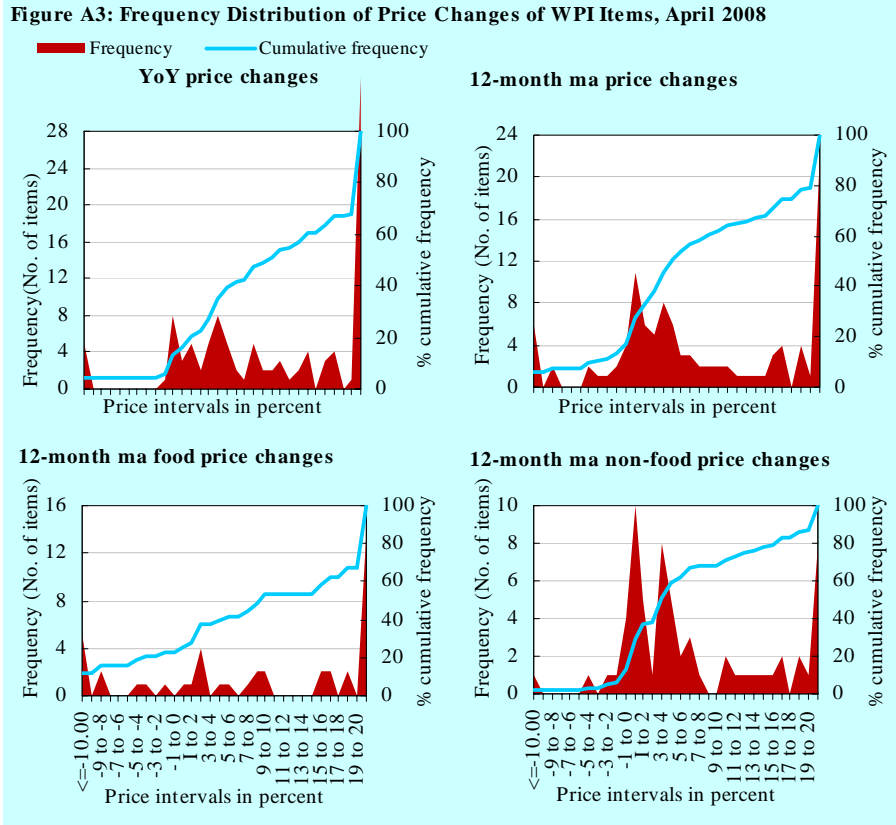 Figure A3: Frequency Distribution of Price Changes of WPI Items, April 2008
Frequency Cumulative frequency
YoY price changes
Frequency(No. of items)
28
24
20
16
12
8
4
0
100
80
60
40
20
0
% cumulative frequency
Price intervals in percent
12-month ma price changes
Frequency (No. of items)
24
20
16
12
8
4
0
100
80
60
40
20
0
% cumulative frequency
Price intervals in percent
12-month ma food price changes
Frequency (No. of items)
16
12
8
4
0
100
80
60
40
20
0
% cumulative frequency
<=-10.00
-9 to -8
-7 to -6
-5 to -4
-3 to -2
-1 to 0
1 to 2
3 to 4
5 to 6
7 to 8
9 to 10
11 to 12
13 to 14
15 to 16
17 to 18
19 to 20
Price intervals in percent
12-month ma non-food price changes
Frequency (No. of items)
10
8
6
4
2
0
100
80
60
40
20
0
% cumulative frequency
<=-10.00
-9 to -8
-7 to -6
-5 to -4
-3 to -2
-1 to 0
1 to 2
3 to 4
5 to 6
7 to 8
9 to 10
11 to 12
13 to 14
15 to 16
17 to 18
19 to 20
Price intervals in percent